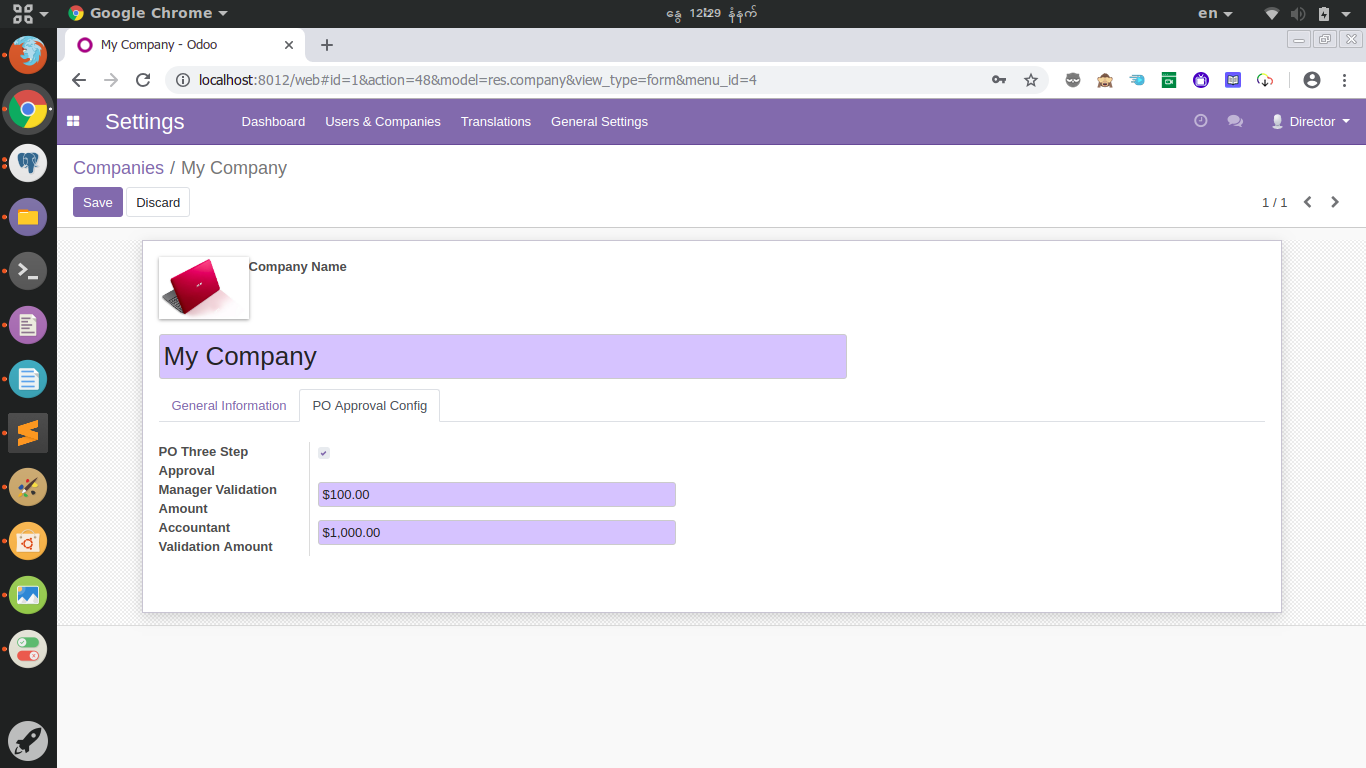 Google Chrome
နွေ 12:29 နံနက်
en
My Company - Odoo
localhost:8012/web#id=1&action=48&model=res.company&view_type=form&menu_id=4
Settings
Dashboard
Users & Companies
Translations
General Settings
Director
Companies / My Company
Save
Discard
1 / 1
Company Name
My Company
General Information
PO Approval Config
PO Three Step
Approval
Manager Validation
Amount
$100.00
Accountant
Validation Amount
$1,000.00